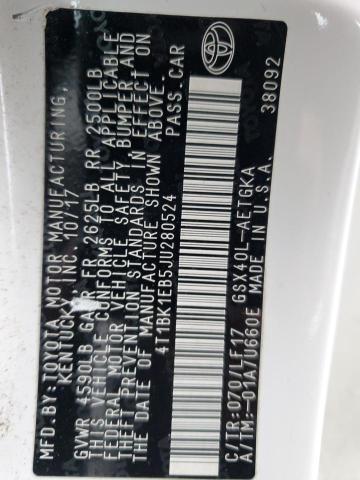 MFD.BY: TOYOTA MOTOR MANUFACTURING,
KENTUCKY, INC. 10/17
GVWR 4590LB GAWR FR 2625LB RR 2500LB
THIS VEHICLE CONFORMS TO ALL APPLICABLE
FEDERAL MOTOR VEHICLE SAFETY, BUMPER AND
THEFT PREVENTION STANDARDS IN EFFECT ON
THE DATE OF MANUFACTURE SHOWN ABOVE.
4T1BK1EB5JU280524 PASS.CAR
C/TR:070/LF17 GSX40L-AETGKA
A/TM:-01A/U660E MADE IN U.S.A. 38092